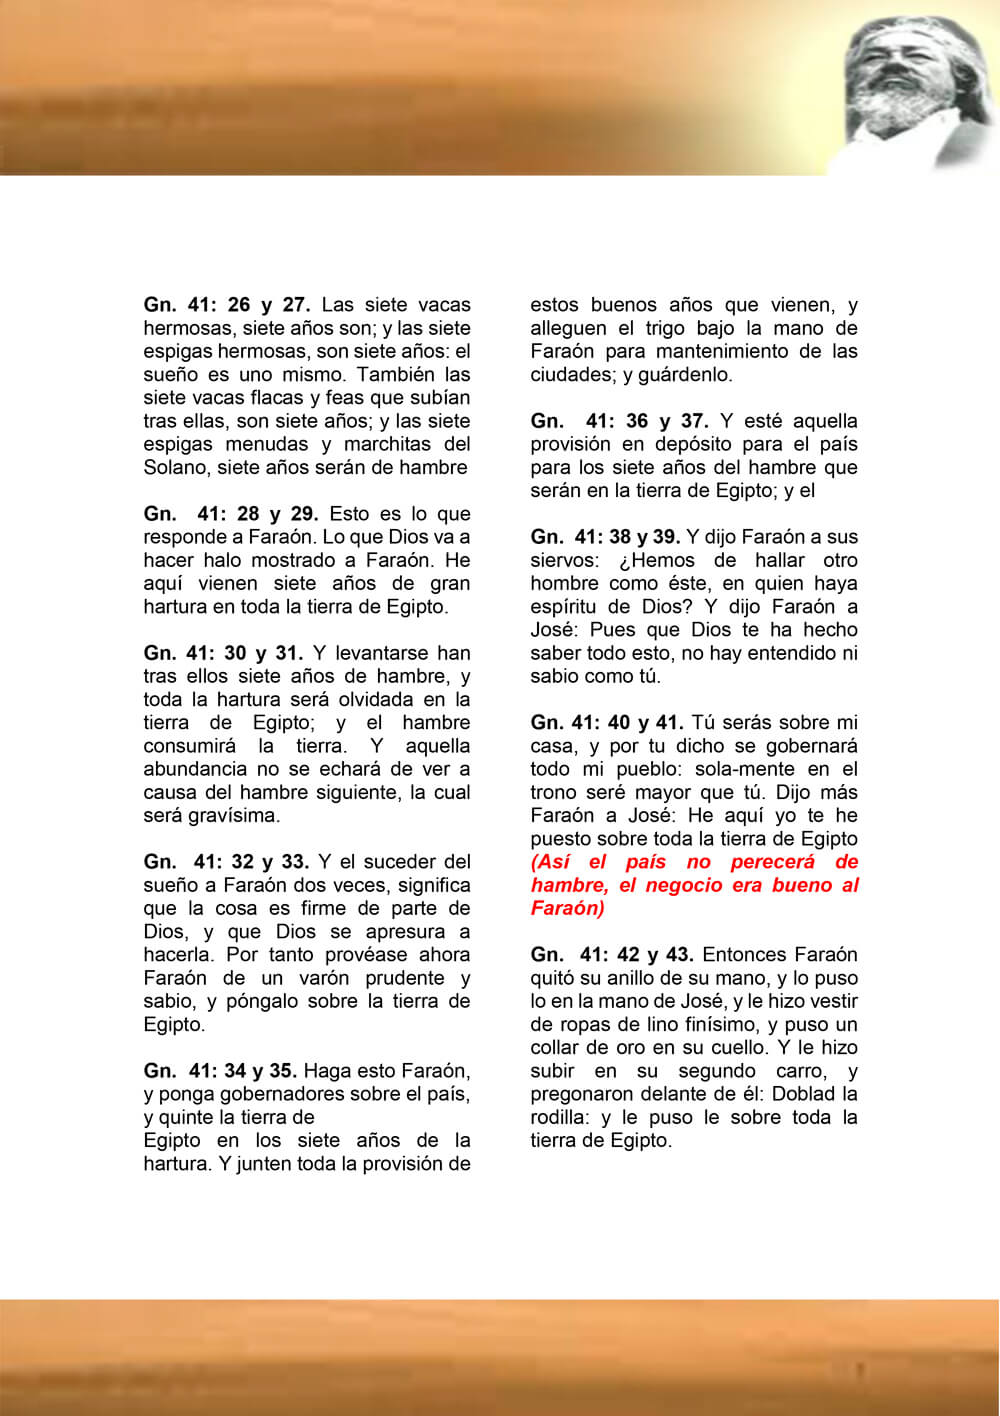 Gn. 41: 26 y 27. Las siete vacas
hermosas, siete años son; y las siete
espigas hermosas, son siete años: el
sueño es uno mismo. También las
siete vacas flacas y feas que subían
tras ellas, son siete años; y las siete
espigas menudas y marchitas del
Solano, siete años serán de hambre
Gn. 41: 28 y 29. Esto es lo que
responde a Faraón. Lo que Dios va a
hacer halo mostrado a Faraón. He
aquí vienen siete años de gran
hartura en toda la tierra de Egipto.
Gn. 41: 30 y 31. Y levantarse han
tras ellos siete años de hambre, y
toda la hartura será olvidada en la
tierra de Egipto; y el hambre
consumirá la tierra. Y aquella
abundancia no se echará de ver a
causa del hambre siguiente, la cual
será gravísima.
Gn. 41: 32 y 33. Y el suceder del
sueño a Faraón dos veces, significa
que la cosa es firme de parte de
Dios, y que Dios se apresura a
hacerla. Por tanto provéase ahora
Faraón de un varón prudente y
sabio, y póngalo sobre la tierra de
Egipto.
Gn. 41: 34 y 35. Haga esto Faraón,
y ponga gobernadores sobre el país,
y quinte la tierra de
Egipto en los siete años de la
hartura. Y junten toda la provisión de
estos buenos años que vienen, y
alleguen el trigo bajo la mano de
Faraón para mantenimiento de las
ciudades; y guárdenlo.
Gn. 41: 36 y 37. Y esté aquella
provisión en depósito para el país
para los siete años del hambre que
serán en la tierra de Egipto; y el
Gn. 41: 38 y 39. Y dijo Faraón a sus
siervos: ¿Hemos de hallar otro
hombre como éste, en quien haya
espíritu de Dios? Y dijo Faraón a
José: Pues que Dios te ha hecho
saber todo esto, no hay entendido ni
sabio como tú.
Gn. 41: 40 y 41. Tú serás sobre mi
casa, y por tu dicho se gobernará
todo mi pueblo: sola-mente en el
trono seré mayor que tú. Dijo más
Faraón a José: He aquí yo te he
puesto sobre toda la tierra de Egipto
(Así el país no perecerá de
hambre, el negocio era bueno al
Faraón)
Gn. 41: 42 y 43. Entonces Faraón
quitó su anillo de su mano, y lo puso
lo en la mano de José, y le hizo vestir
de ropas de lino finísimo, y puso un
collar de oro en su cuello. Y le hizo
subir en su segundo carro, y
pregonaron delante de él: Doblad la
rodilla: y le puso le sobre toda la
tierra de Egipto.